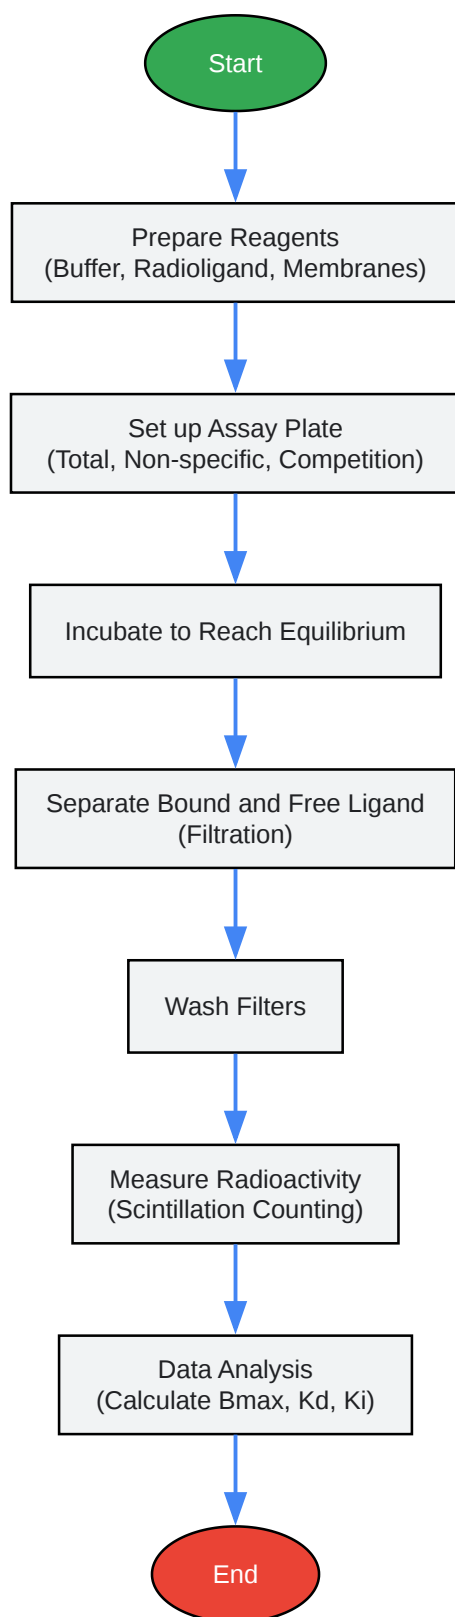 Start
Prepare Reagents
(Buffer, Radioligand, Membranes)
Set up Assay Plate
(Total, Non-specific, Competition)
Incubate to Reach Equilibrium
Separate Bound and Free Ligand
(Filtration)
Wash Filters
Measure Radioactivity
(Scintillation Counting)
Data Analysis
(Calculate Bmax, Kd, Ki)
End